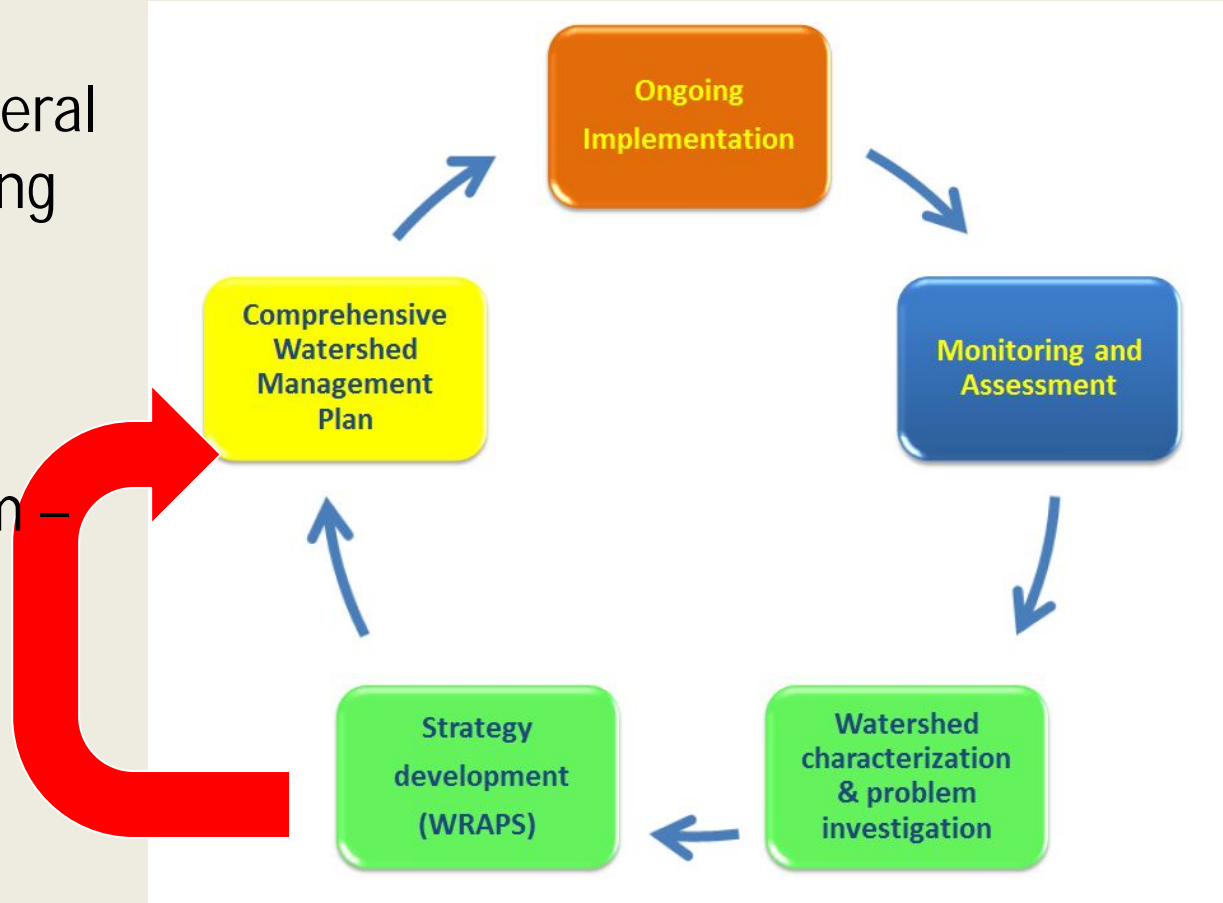 eral
ng
n –
Ongoing
Implementation
Monitoring and
Assessment
Watershed
characterization
& problem
investigation
Strategy
development
(WRAPS)
Comprehensive
Watershed
Management
Plan